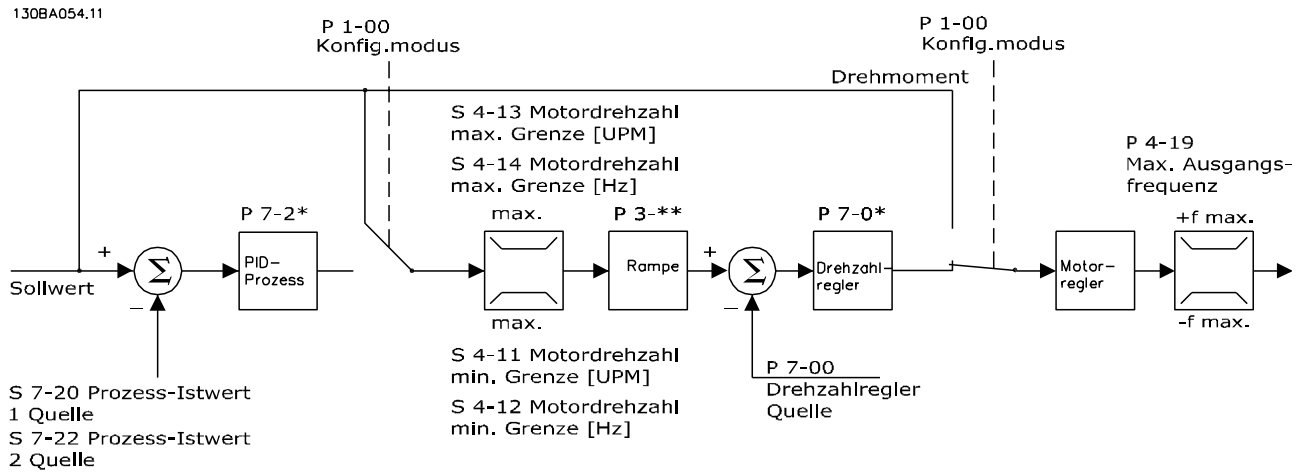 130BA054.11
P 1-00
Konfig.modus
P 1-00
Konfig.modus
Drehmoment
S 4-13 Motordrehzahl
max. Grenze [UPM]
S 4-14 Motordrehzahl
max. Grenze [Hz]
P 4-19
Max. Ausgangs-
frequenz
P 7-2*
max.
P 3-**
P 7-0*
+f max.
+
Σ
PID-
Prozess
Rampe
+
Σ
Drehzahl-
regler
Motor-
regler
Sollwert
−
−
max.
-f max.
S 4-11 Motordrehzahl
min. Grenze [UPM]
S 4-12 Motordrehzahl
min. Grenze [Hz]
P 7-00
Drehzahlregler
Quelle
S 7-20 Prozess-Istwert
1 Quelle
S 7-22 Prozess-Istwert
2 Quelle